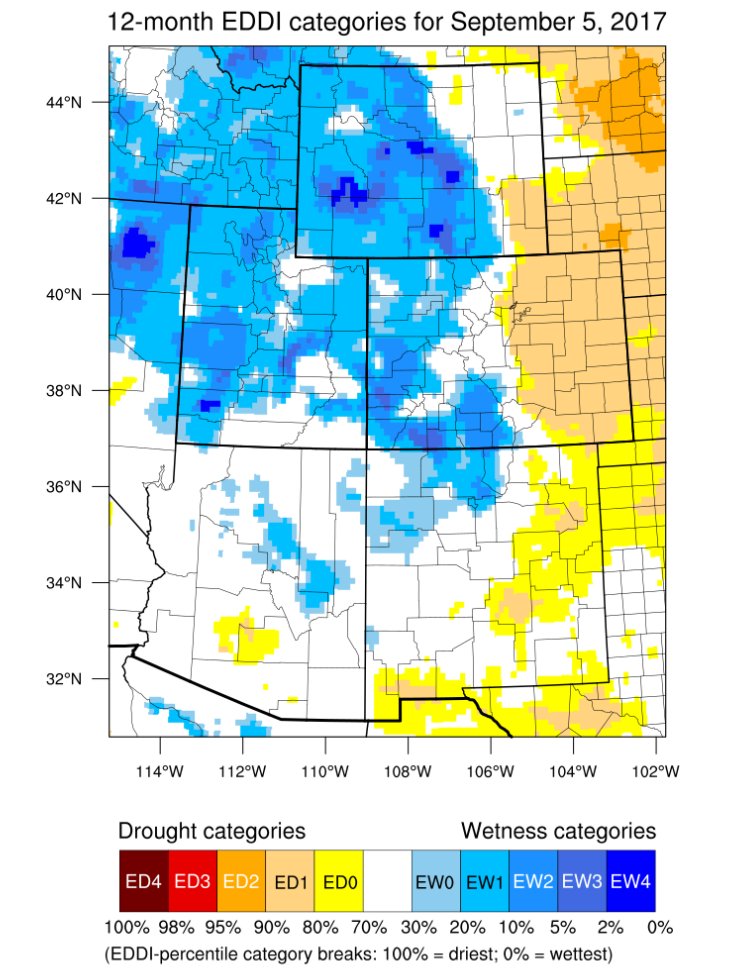 12-month EDDI categories for September 5, 2017
44°N
42°N
40°N
38°N
36°N
34°N
32°N
114°W 112°W 110°W 108°W 106°W 104°W 102°W
Drought categories Wetness categories
ED4 ED3 ED2 ED1 ED0 EW0 EW1 EW2 EW3 EW4
100% 98% 95% 90% 80% 70% 30% 20% 10% 5% 2% 0%
(EDDI-percentile category breaks: 100% = driest; 0% = wettest)